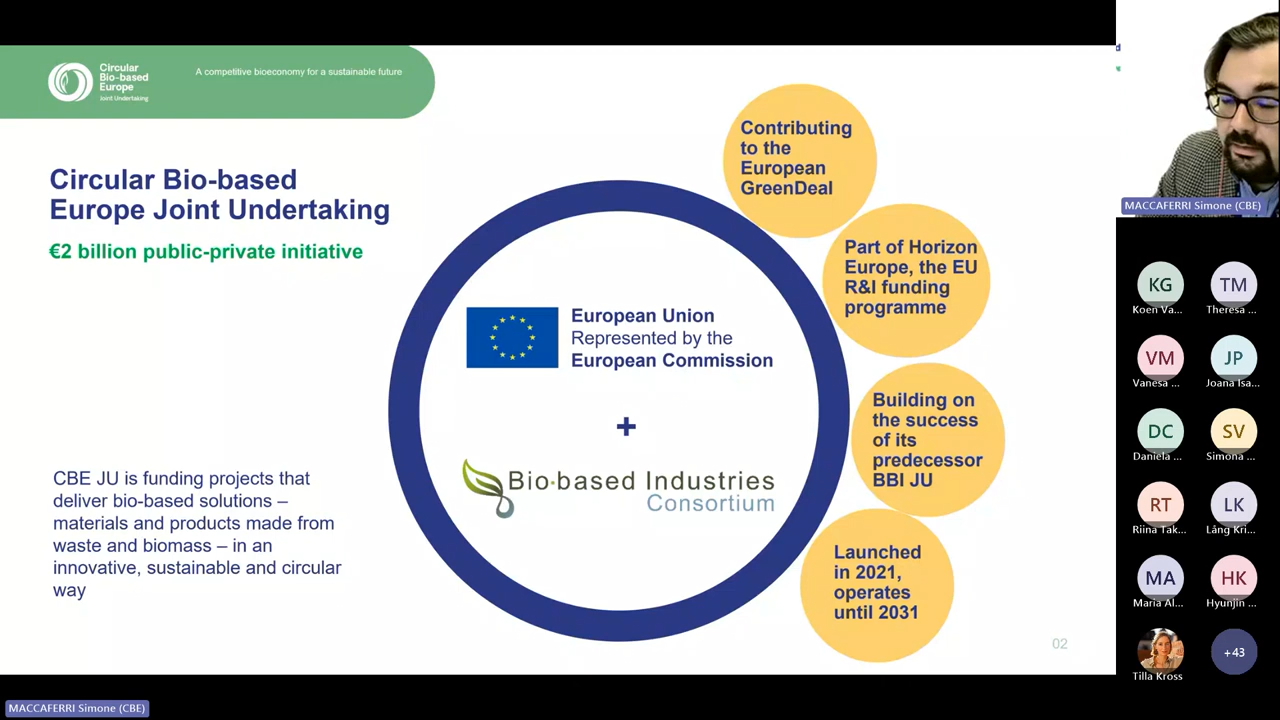 Circular
Bio-based
Europe
Joint Undertaking
A competitive bioeconomy for a sustainable future
Circular Bio-based
Europe Joint Undertaking
€2 billion public-private initiative
CBE JU is funding projects that
deliver bio-based solutions –
materials and products made from
waste and biomass – in an
innovative, sustainable and circular
way
European Union
Represented by the
European Commission
+
Bio-based Industries
Consortium
Contributing
to the
European
GreenDeal
Part of Horizon
Europe, the EU
R&I funding
programme
Building on
the success
of its
predecessor
BBI JU
Launched
in 2021,
operates
until 2031
02
MACCAFERRI Simone (CBE)
KG
Koen Va...
TM
Theresa ...
VM
Vanesa ...
JP
Joana Isa...
DC
Daniela ...
SV
Simona ...
RT
Riina Tak...
LK
Lång Kri...
MA
Maria Al...
HK
Hyunjin ...
Tilla Kross
+43
MACCAFERRI Simone (CBE)